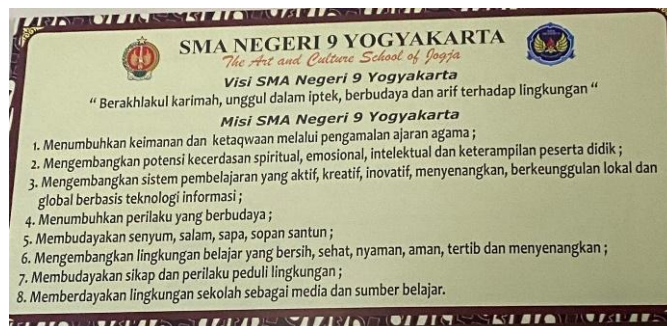 SMA NEGERI 9 YOGYAKARTA
The Art and Culture School of Jogja
Visi SMA Negeri 9 Yogyakarta
“ Berakhlakul karimah, unggul dalam iptek, berbudaya dan arif terhadap lingkungan “
Misi SMA Negeri 9 Yogyakarta
1. Menumbuhkan keimanan dan ketaqwaan melalui pengamalan ajaran agama ;
2. Mengembangkan potensi kecerdasan spiritual, emosional, intelektual dan keterampilan peserta didik ;
3. Mengembangkan sistem pembelajaran yang aktif, kreatif, inovatif, menyenangkan, berkeunggulan lokal dan
global berbasis teknologi informasi ;
4. Menumbuhkan perilaku yang berbudaya ;
5. Membudayakan senyum, salam, sapa, sopan santun ;
6. Mengembangkan lingkungan belajar yang bersih, sehat, nyaman, aman, tertib dan menyenangkan ;
7. Membudayakan sikap dan perilaku peduli lingkungan ;
8. Memberdayakan lingkungan sekolah sebagai media dan sumber belajar.